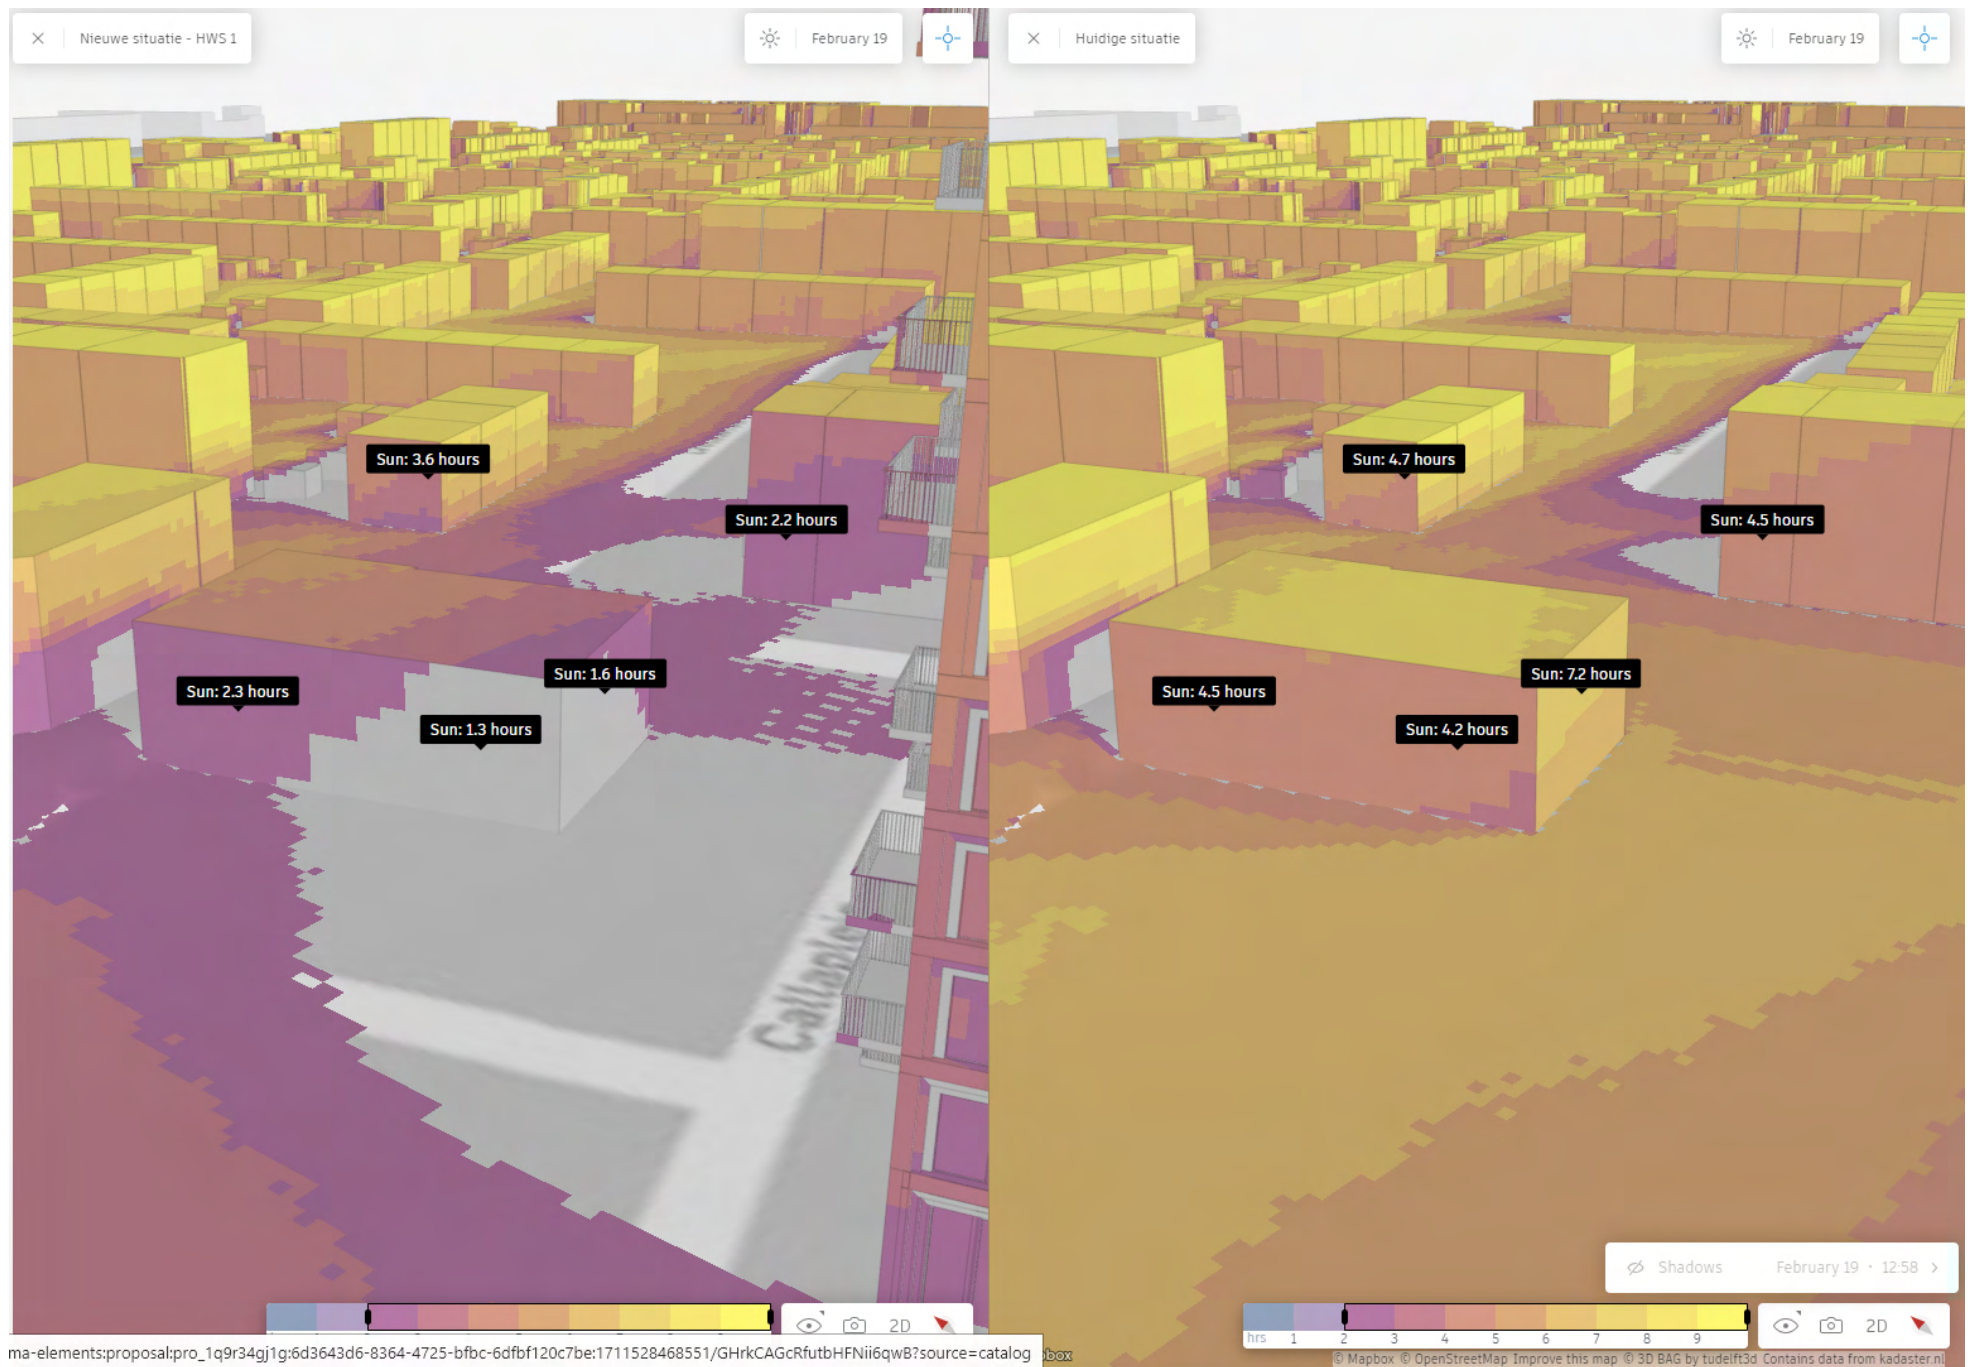 Nieuwe situatie - HWS 1
February 19
Huidige situatie
February 19
Sun: 3.6 hours
Sun: 2.2 hours
Sun: 2.3 hours
Sun: 1.6 hours
Sun: 1.3 hours
Sun: 4.7 hours
Sun: 4.5 hours
Sun: 4.5 hours
Sun: 7.2 hours
Sun: 4.2 hours
Shadows
February 19 · 12:58
2D
hrs 1 2 3 4 5 6 7 8 9
2D
ma-elements:proposal:pro_1q9r34gj1g:6d3643d6-8364-4725-bfbc-6dfbf120c7be:1711528468551/GHrkCAGcRfutbHFNii6qwB?source=catalog
© Mapbox © OpenStreetMap Improve this map © 3D BAG by tudelft3d Contains data from kadaster.nl